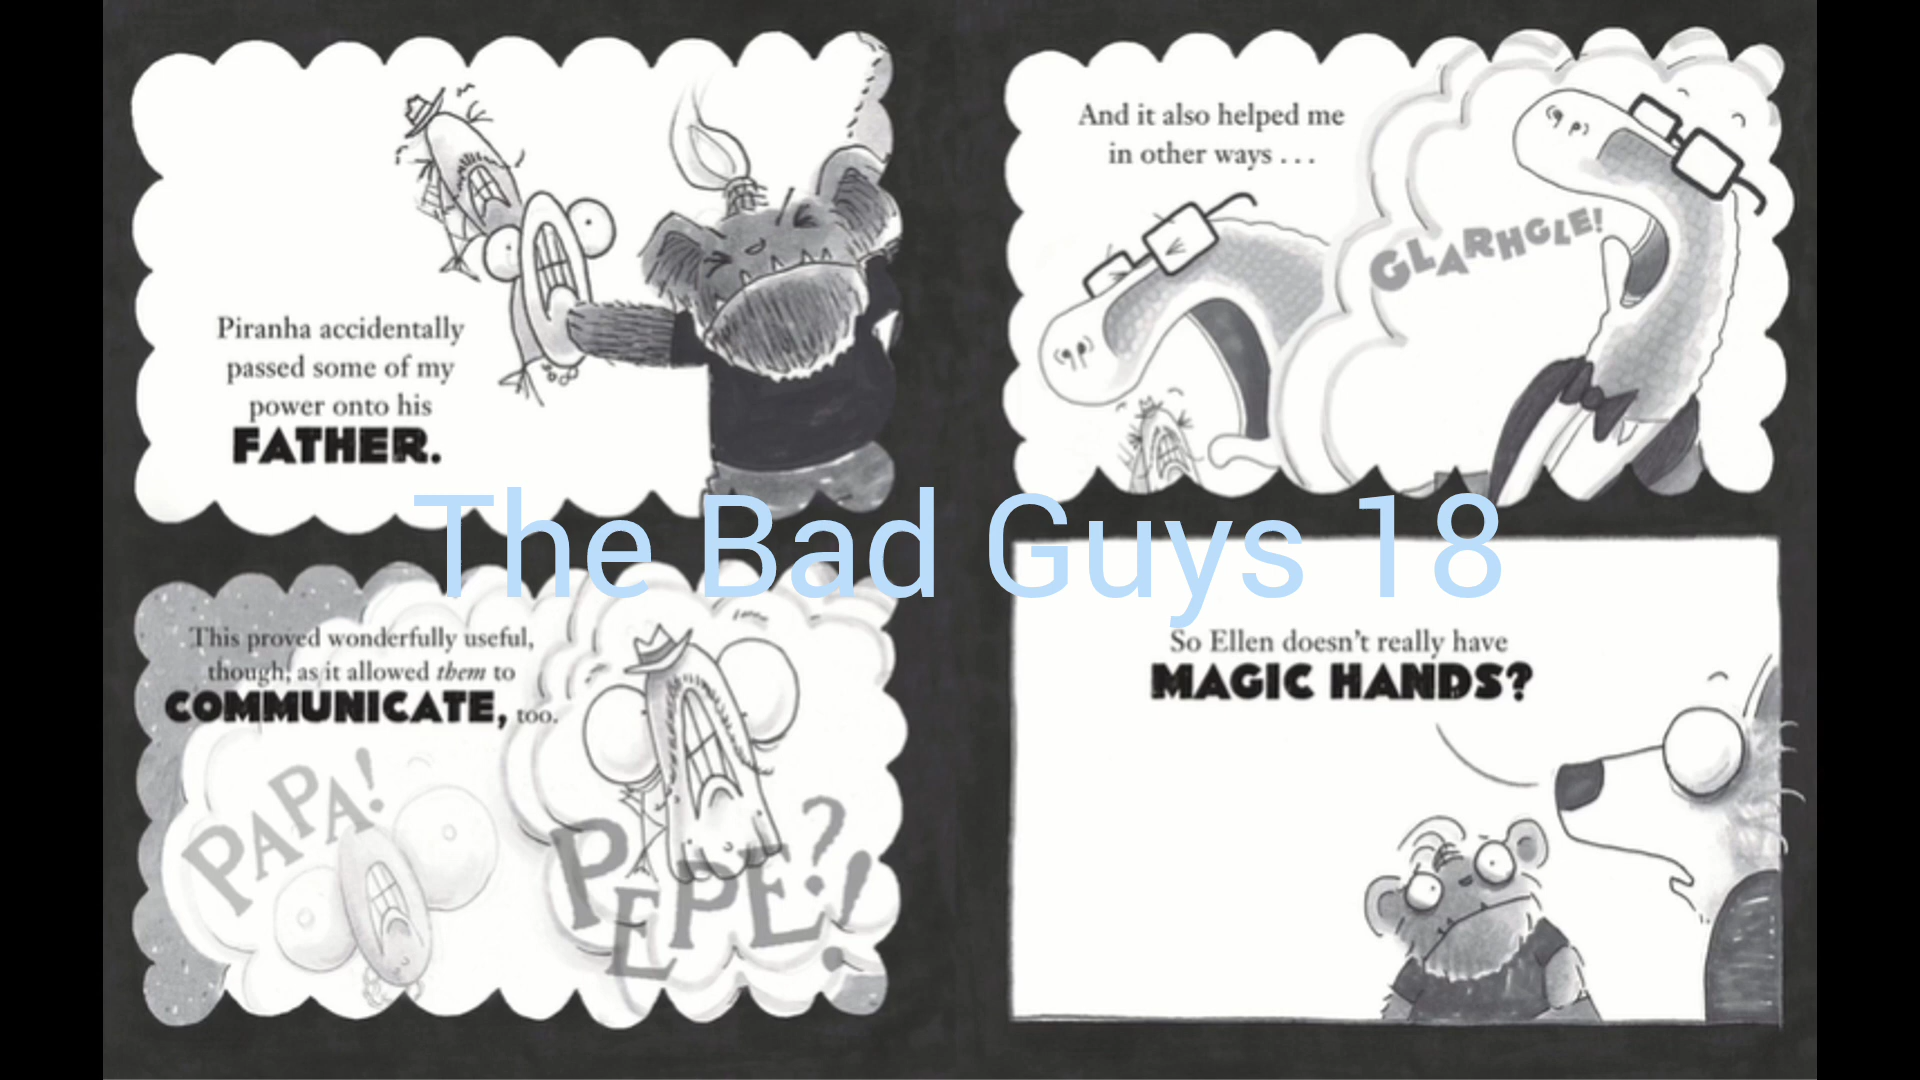 Piranha accidentally
passed some of my
power onto his
FATHER.
And it also helped me
in other ways . . .
GLARHGLE!
The Bad Guys 18
This proved wonderfully useful,
though, as it allowed them to
COMMUNICATE, too.
PAPA!
PEPE?!
So Ellen doesn't really have
MAGIC HANDS?